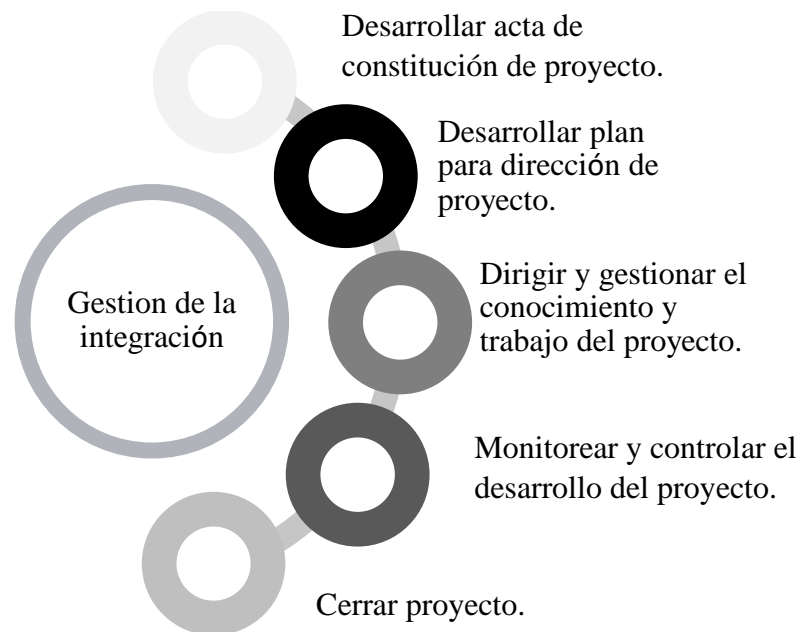 Desarrollar acta de
constitución de proyecto.
Desarrollar plan
para dirección de
proyecto.
Dirigir y gestionar el
conocimiento y
trabajo del proyecto.
Gestion de la
integración
Monitorear y controlar el
desarrollo del proyecto.
Cerrar proyecto.